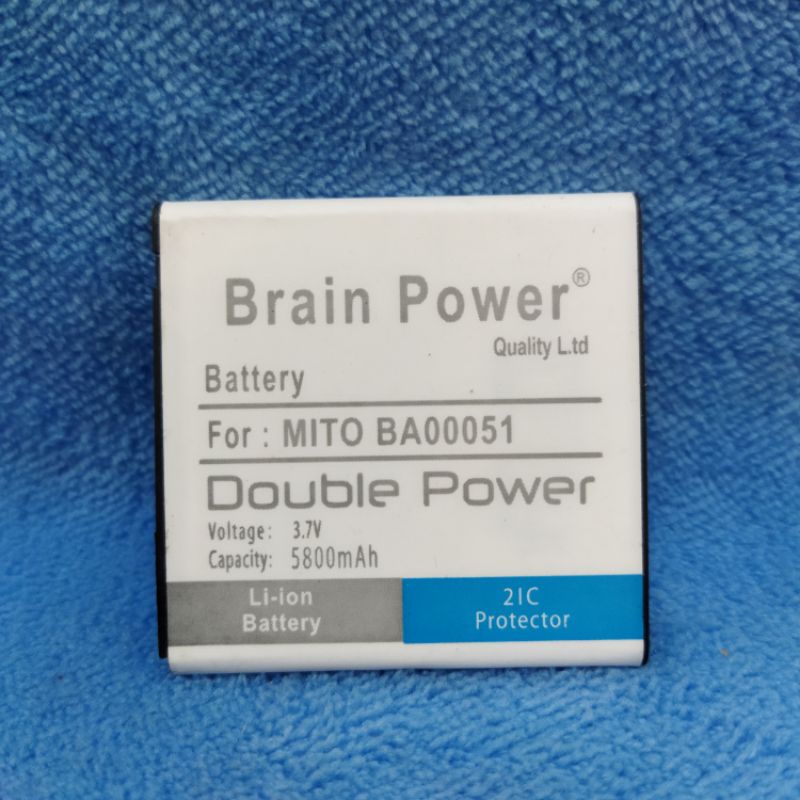 Brain Power®
Quality L.td
Battery
For : MITO BA00051
Double Power
Voltage: 3.7V
Capacity: 5800mAh
Li-ion
Battery
2IC
Protector